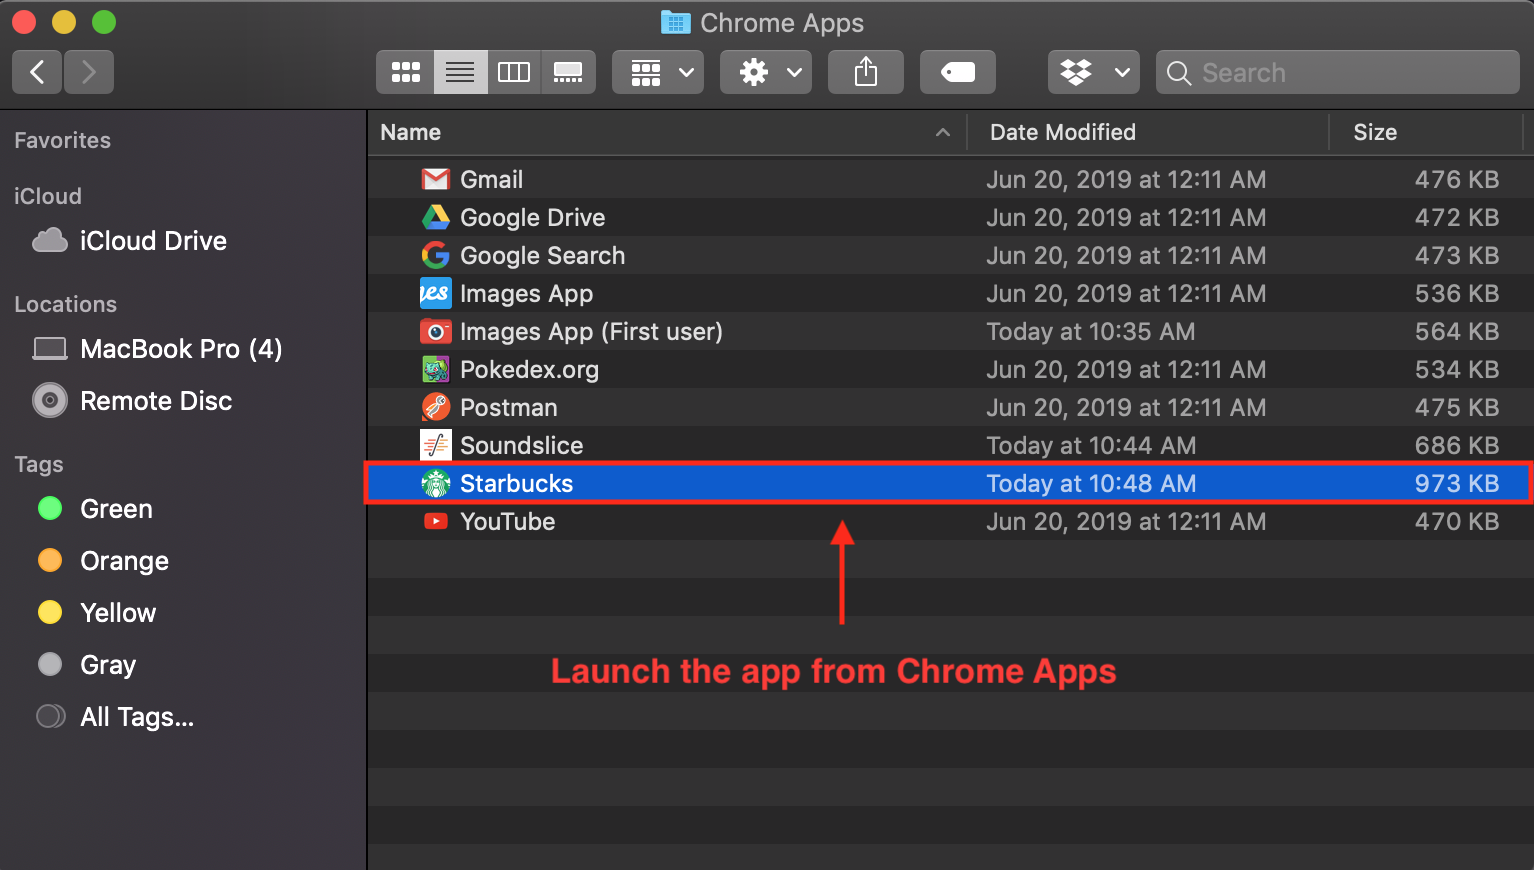 Chrome Apps
Search
Favorites
iCloud
iCloud Drive
Locations
MacBook Pro (4)
Remote Disc
Tags
Green
Orange
Yellow
Gray
All Tags...
Name Date Modified Size
Gmail Jun 20, 2019 at 12:11 AM 476 KB
Google Drive Jun 20, 2019 at 12:11 AM 472 KB
Google Search Jun 20, 2019 at 12:11 AM 473 KB
Images App Jun 20, 2019 at 12:11 AM 536 KB
Images App (First user) Today at 10:35 AM 564 KB
Pokedex.org Jun 20, 2019 at 12:11 AM 534 KB
Postman Jun 20, 2019 at 12:11 AM 475 KB
Soundslice Today at 10:44 AM 686 KB
Starbucks Today at 10:48 AM 973 KB
YouTube Jun 20, 2019 at 12:11 AM 470 KB
Launch the app from Chrome Apps